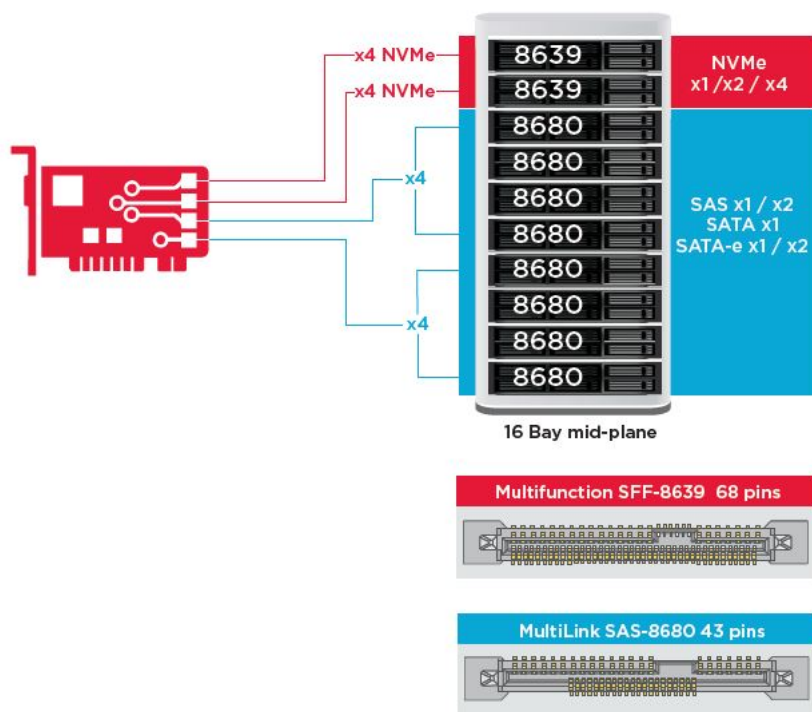 x4 NVMe
x4 NVMe
8639
8639
8680
8680
8680
8680
8680
8680
8680
8680
NVMe
x1 /x2 / x4
x4
x4
SAS x1 / x2
SATA x1
SATA-e x1 / x2
16 Bay mid-plane
Multifunction SFF-8639 68 pins
MultiLink SAS-8680 43 pins